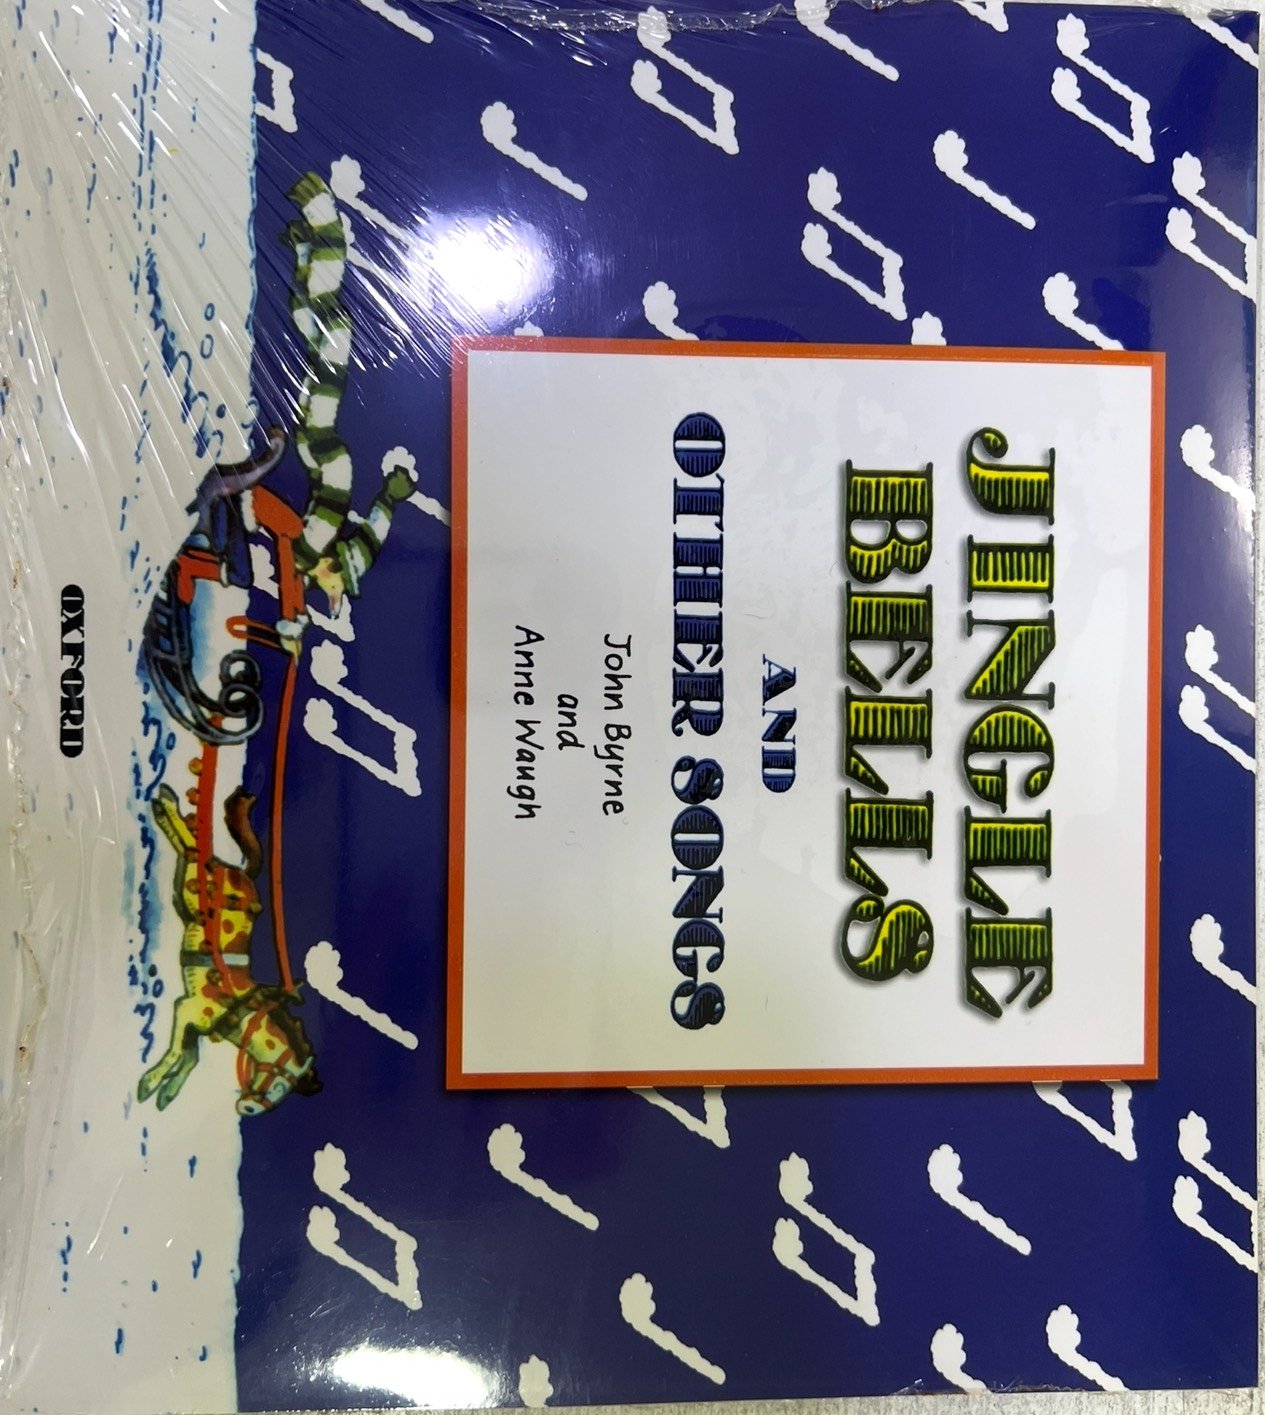 JINGLE
BELLS
AND
OTHER SONGS
John Byrne
and
Anne Waugh
OXFORD